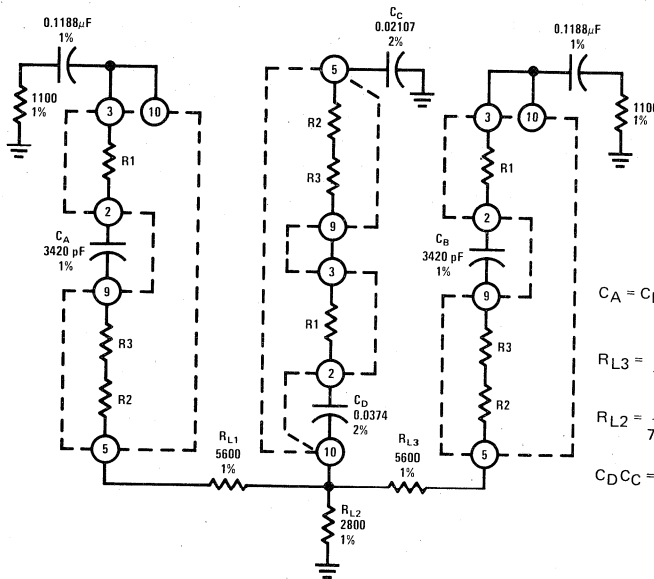 0.1188μF
1%
1100
1%
3
10
R1
2
CA
3420 pF
1%
9
R3
R2
5
RL1
5600
1%
CC
0.02107
2%
5
R2
R3
9
3
R1
2
CD
0.0374
2%
10
RL2
2800
1%
RL3
5600
1%
0.1188μF
1%
1100
1%
3
10
R1
2
CB
3420 pF
1%
9
R3
R2
5
CA = C
RL3 =
RL2 =
7
CDCC =